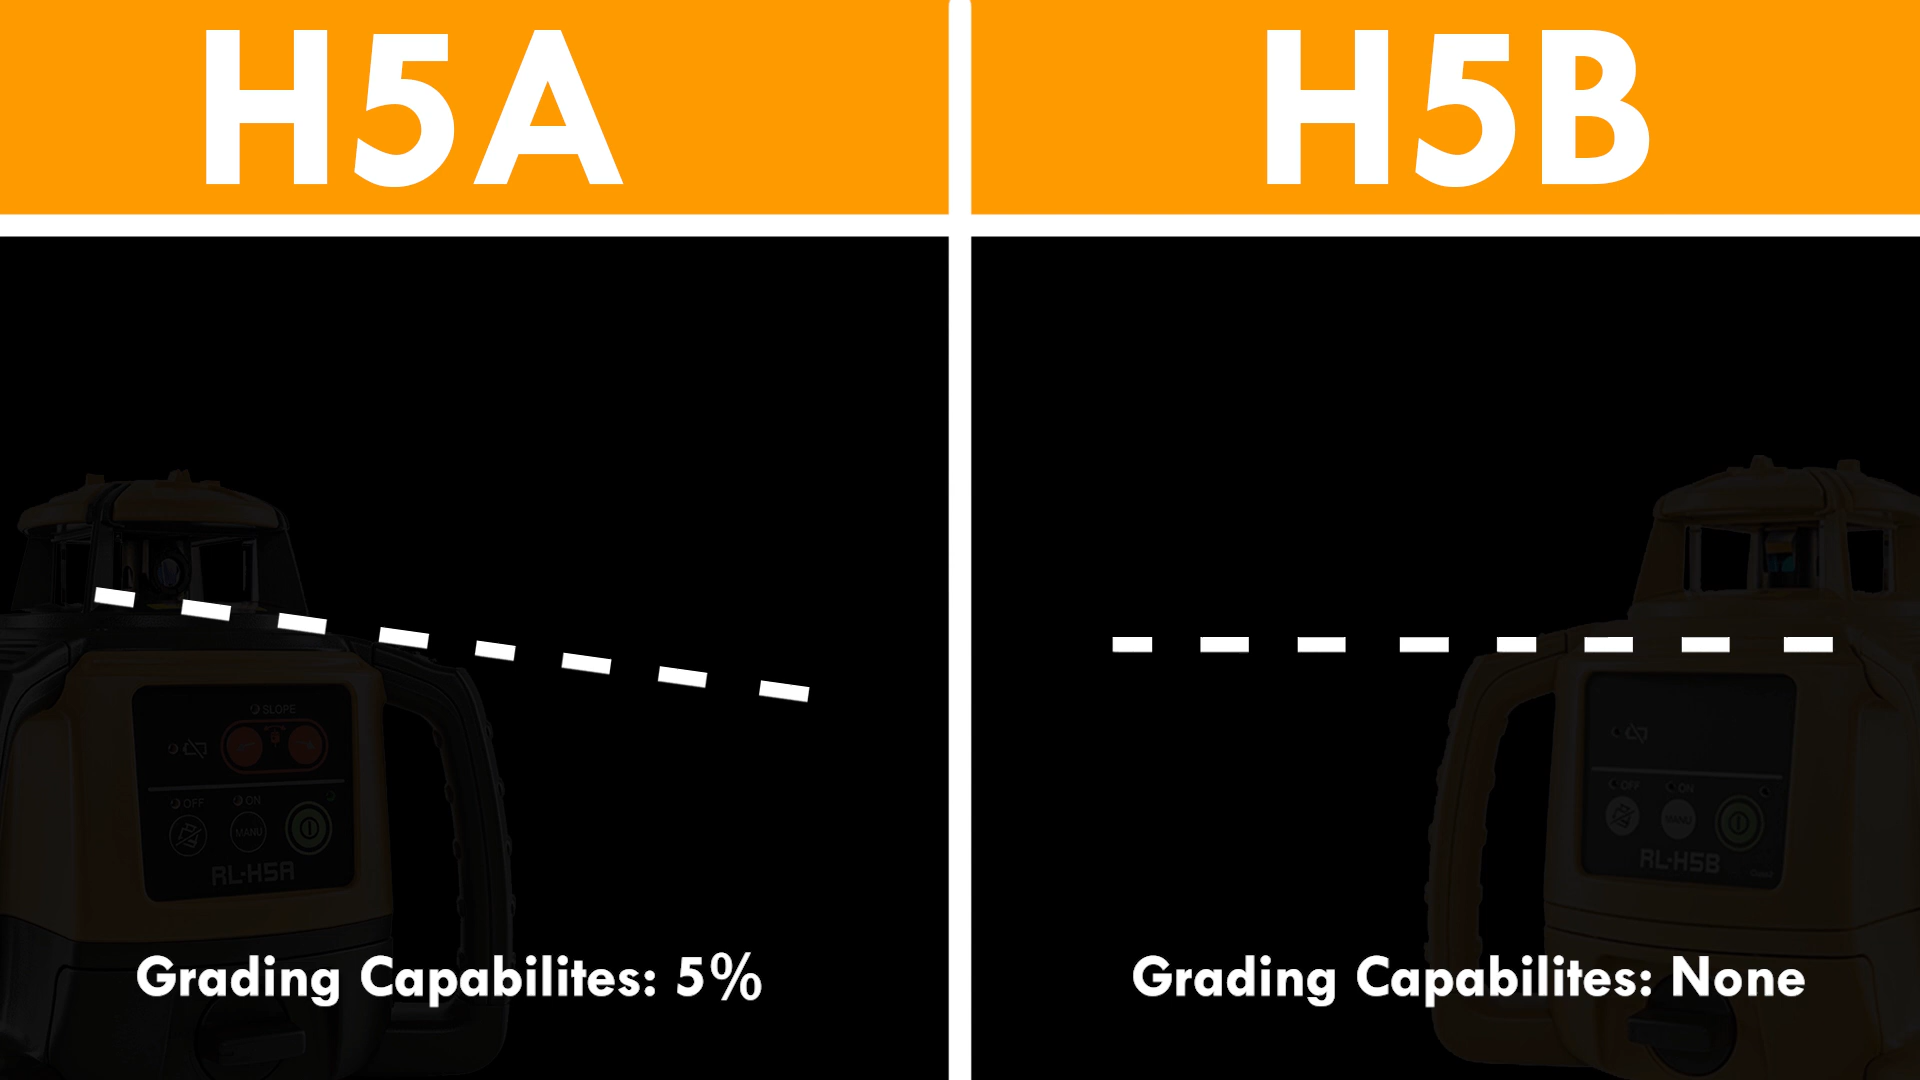 H5A
H5B
SLOPE
OFF
ON
MANU
RL-H5A
Grading Capabilites: 5%
OFF
ON
MANU
RL-H5B
Grading Capabilites: None